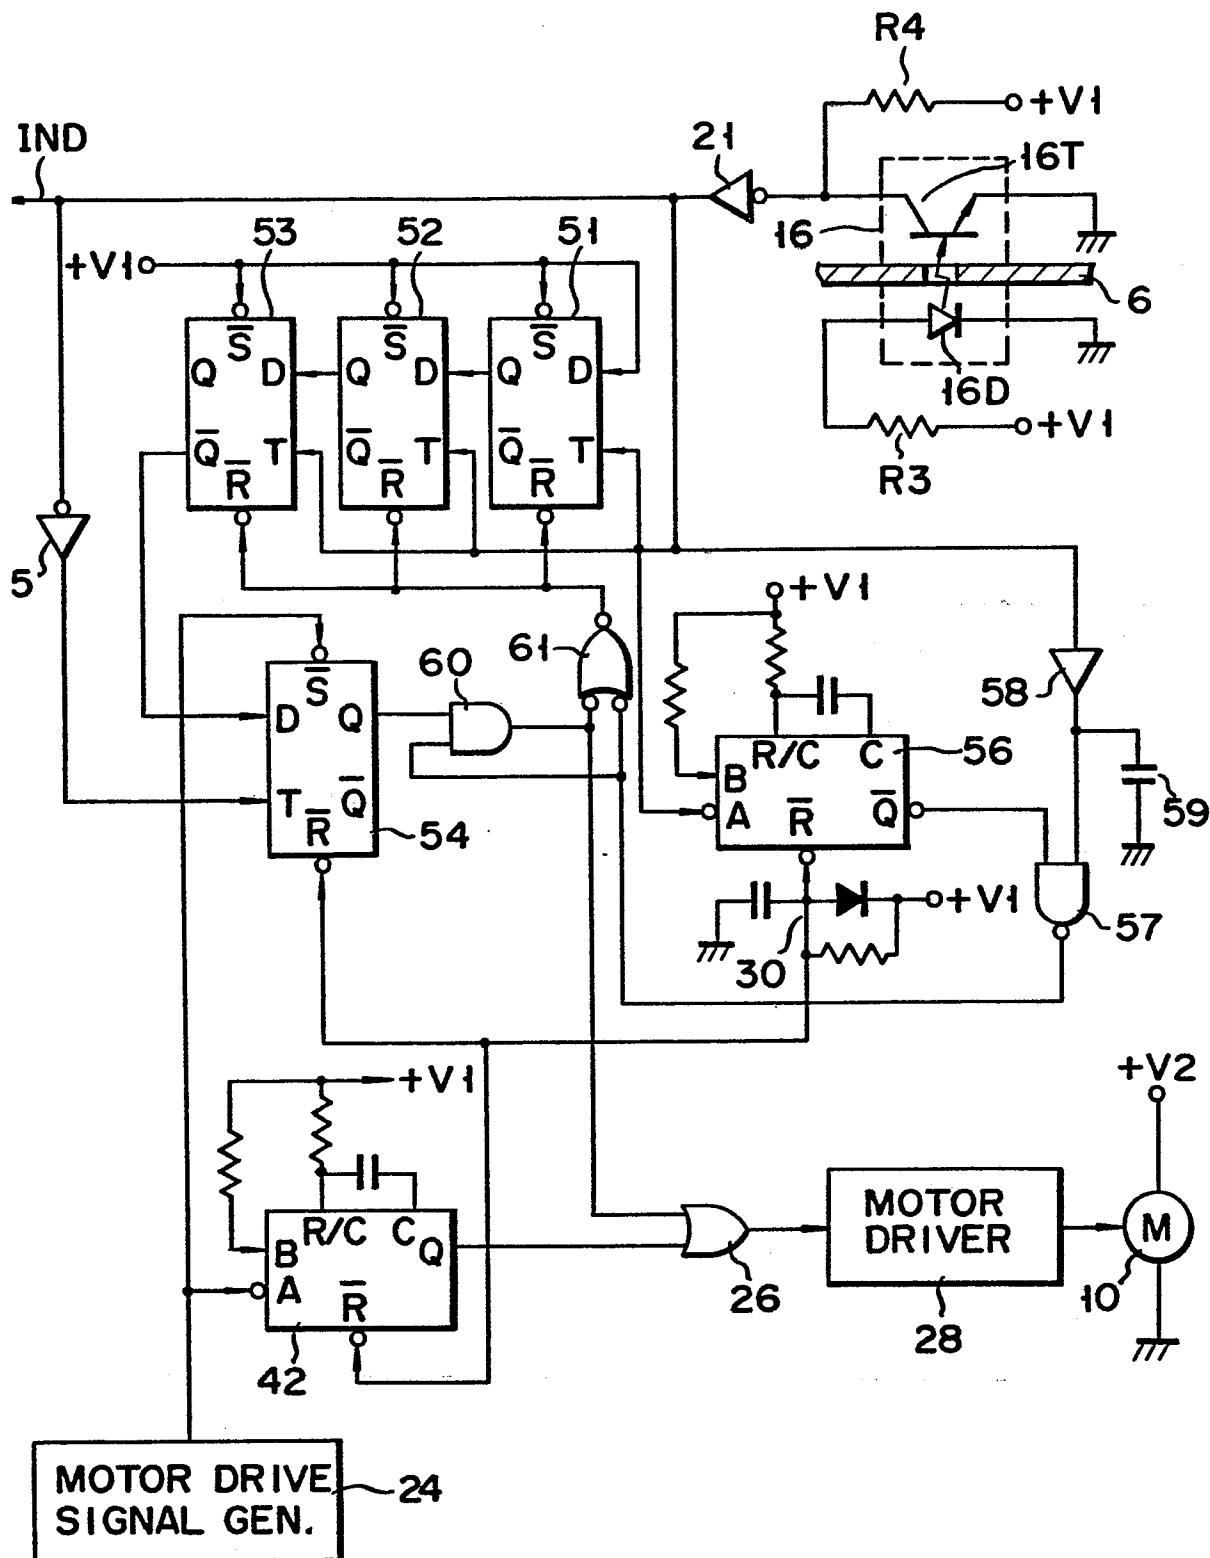 R4
+V1
IND
21
16T
16
53
52
51
+V1
6
S̅
S̅
S̅
Q
D
Q
D
Q
D
16D
+V1
Q̅
T
Q̅
T
Q̅
T
R̅
R̅
R̅
R3
5
+V1
61
60
58
S̅
D
Q
R/C
C
56
B
59
T
Q̅
A
R̅
Q̅
R̅
54
+V1
57
30
+V1
+V2
MOTOR
DRIVER
R/C
C
Q
B
M
A
R̅
26
10
28
42
MOTOR DRIVE
SIGNAL GEN.
24